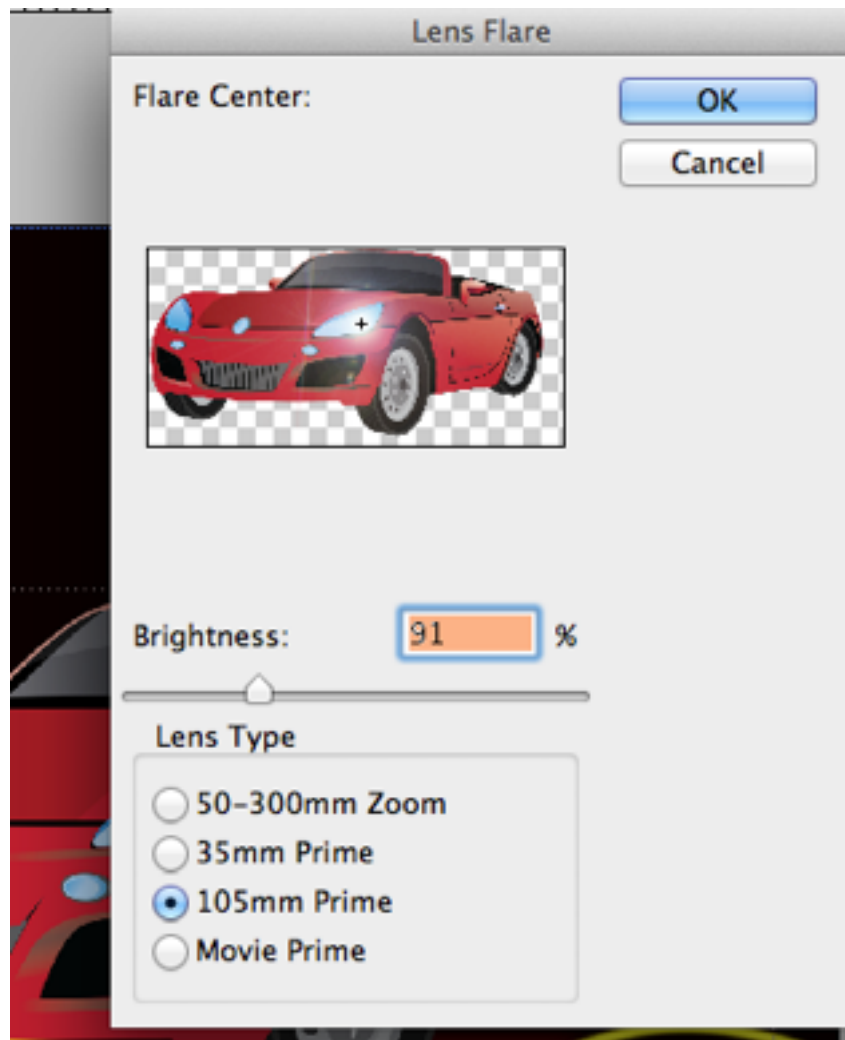 Lens Flare
Flare Center:
OK
Cancel
Brightness: 91 %
Lens Type
50-300mm Zoom
35mm Prime
105mm Prime
Movie Prime